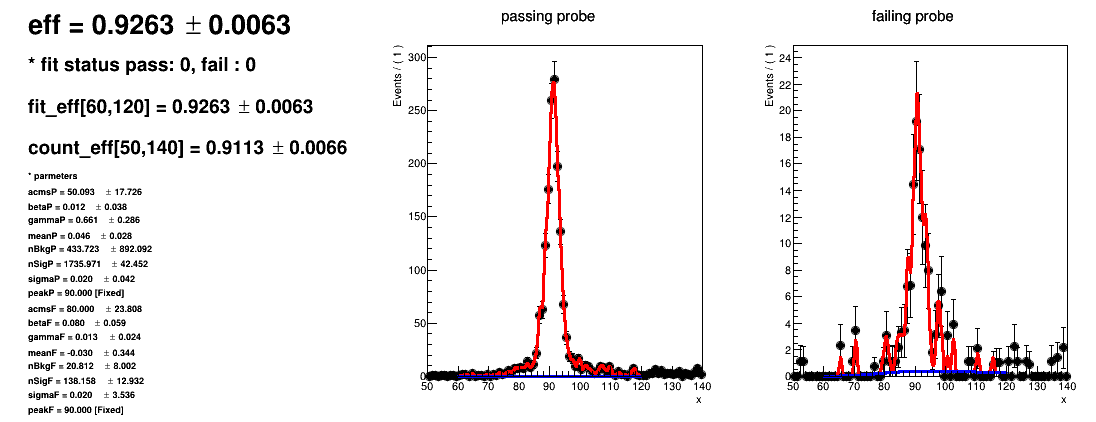 eff = 0.9263 ± 0.0063
* fit status pass: 0, fail : 0
fit_eff[60,120] = 0.9263 ± 0.0063
count_eff[50,140] = 0.9113 ± 0.0066
* parmeters
acmsP = 50.093 ± 17.726
betaP = 0.012 ± 0.038
gammaP = 0.661 ± 0.286
meanP = 0.046 ± 0.028
nBkgP = 433.723 ± 892.092
nSigP = 1735.971 ± 42.452
sigmaP = 0.020 ± 0.042
peakP = 90.000 [Fixed]
acmsF = 80.000 ± 23.808
betaF = 0.080 ± 0.059
gammaF = 0.013 ± 0.024
meanF = -0.030 ± 0.344
nBkgF = 20.812 ± 8.002
nSigF = 138.158 ± 12.932
sigmaF = 0.020 ± 3.536
peakF = 90.000 [Fixed]
passing probe
Events / ( 1 )
300
250
200
150
100
50
0
50 60 70 80 90 100 110 120 130 140
x
failing probe
Events / ( 1 )
24
22
20
18
16
14
12
10
8
6
4
2
0
50 60 70 80 90 100 110 120 130 140
x